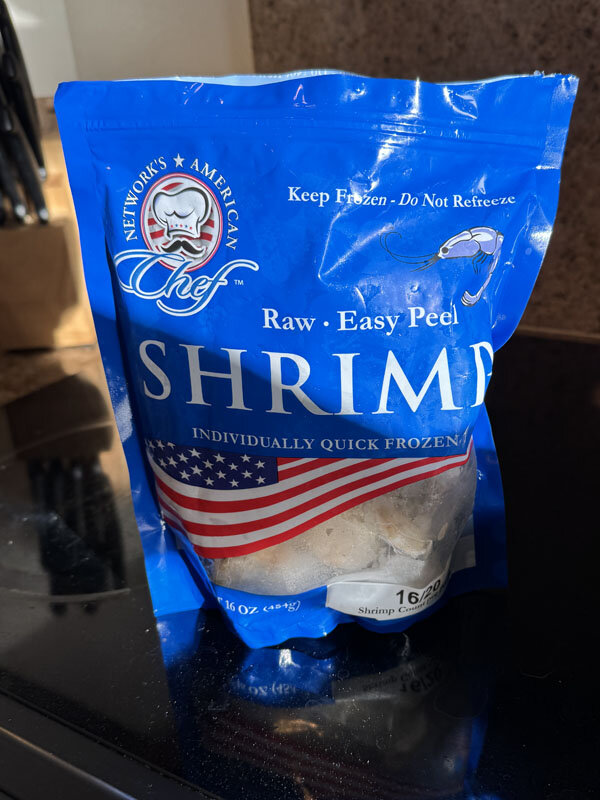 NETWORK'S ★ AMERICAN
Chef™
Keep Frozen - Do Not Refreeze
Raw · Easy Peel
SHRIMP
INDIVIDUALLY QUICK FROZEN
16 OZ (454g)
16/20
Shrimp Count